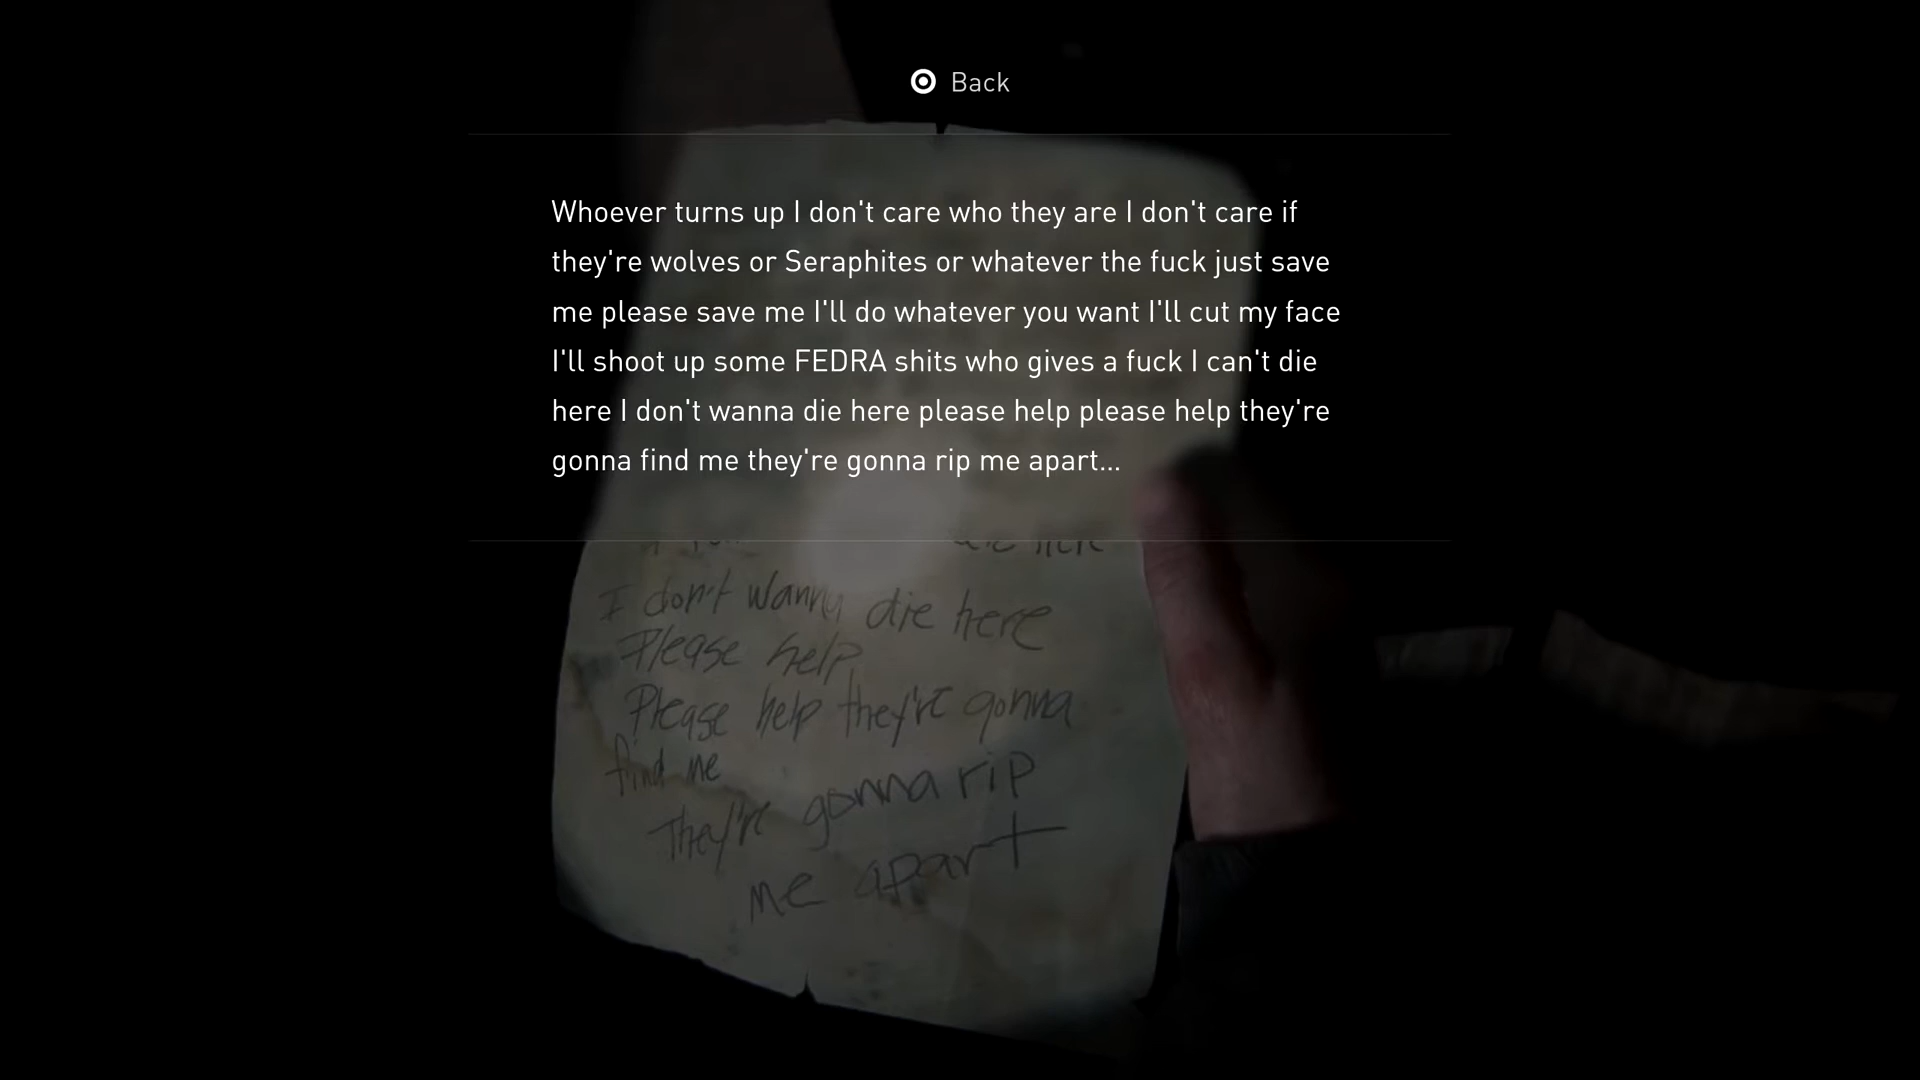 Back
Whoever turns up I don't care who they are I don't care if
they're wolves or Seraphites or whatever the fuck just save
me please save me I'll do whatever you want I'll cut my face
I'll shoot up some FEDRA shits who gives a fuck I can't die
here I don't wanna die here please help please help they're
gonna find me they're gonna rip me apart...
die here
I don't wanna die here
Please help
Please help they're gonna
find me
They're gonna rip
me apart